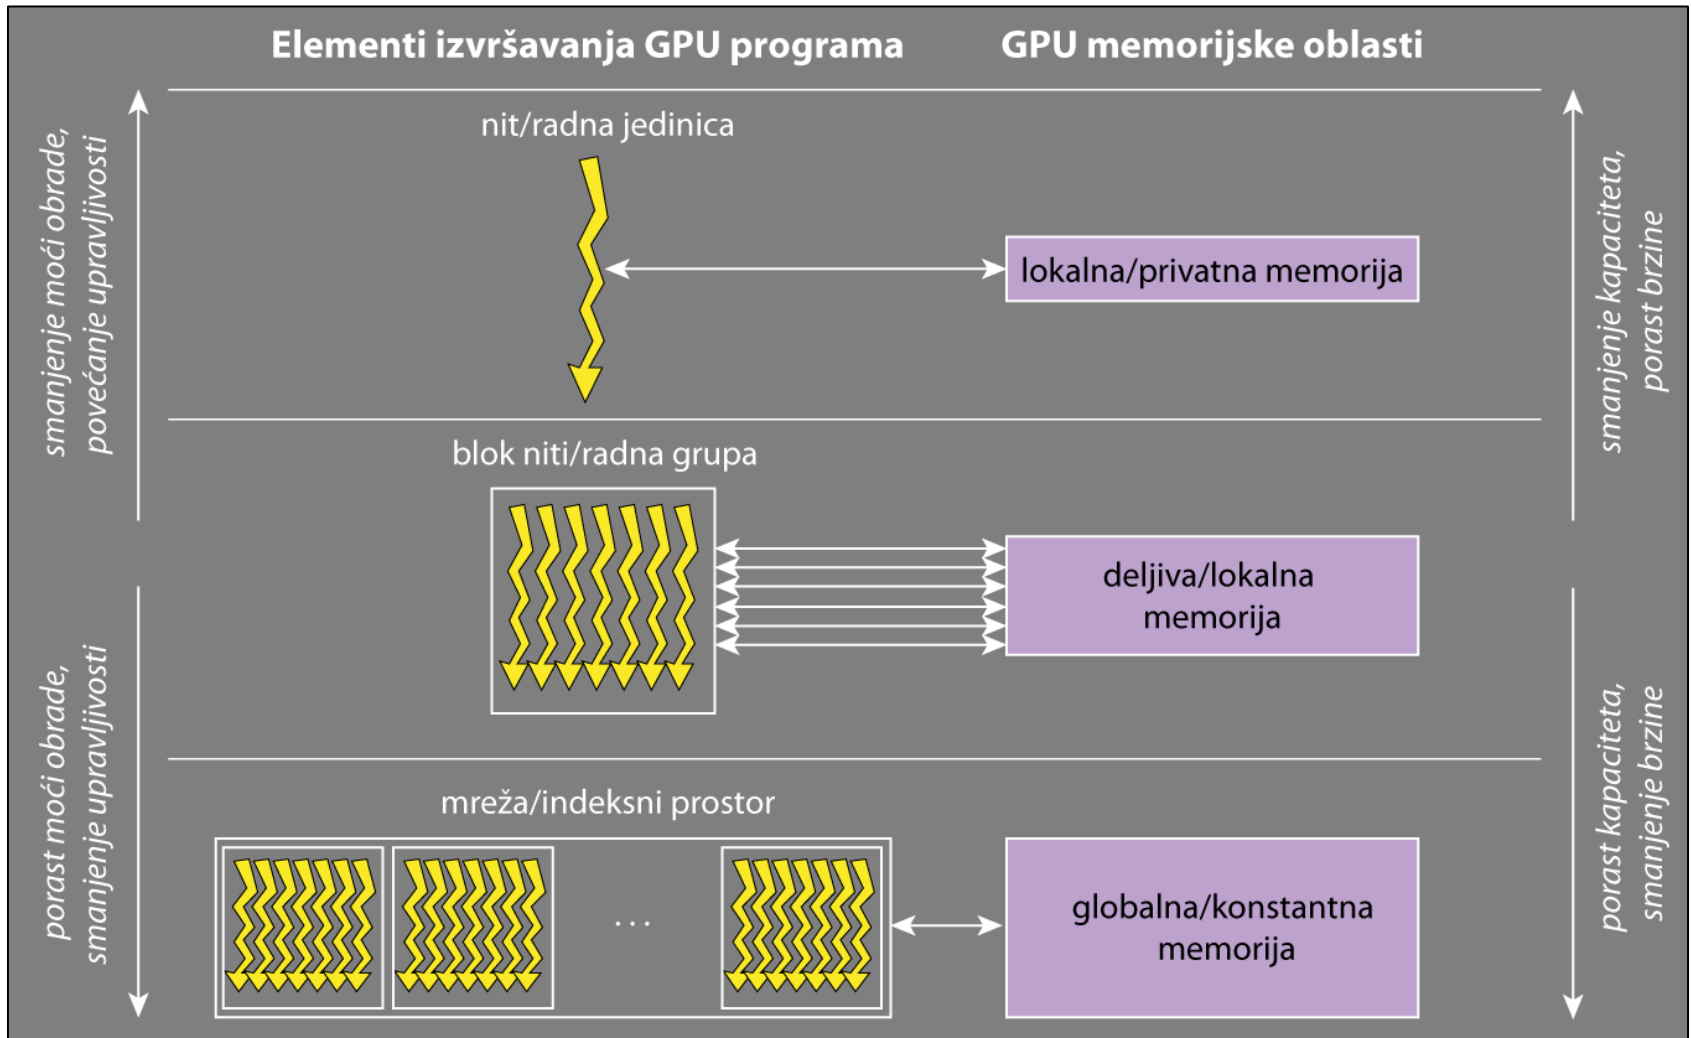 Elementi izvršavanja GPU programa
GPU memorijske oblasti
smanjenje moći obrade,
povećanje upravljivosti
nit/radna jedinica
lokalna/privatna memorija
smanjenje kapaciteta,
porast brzine
blok niti/radna grupa
deljiva/lokalna
memorija
porast moći obrade,
smanjenje upravljivosti
mreža/indeksni prostor
...
globalna/konstantna
memorija
porast kapaciteta,
smanjenje brzine